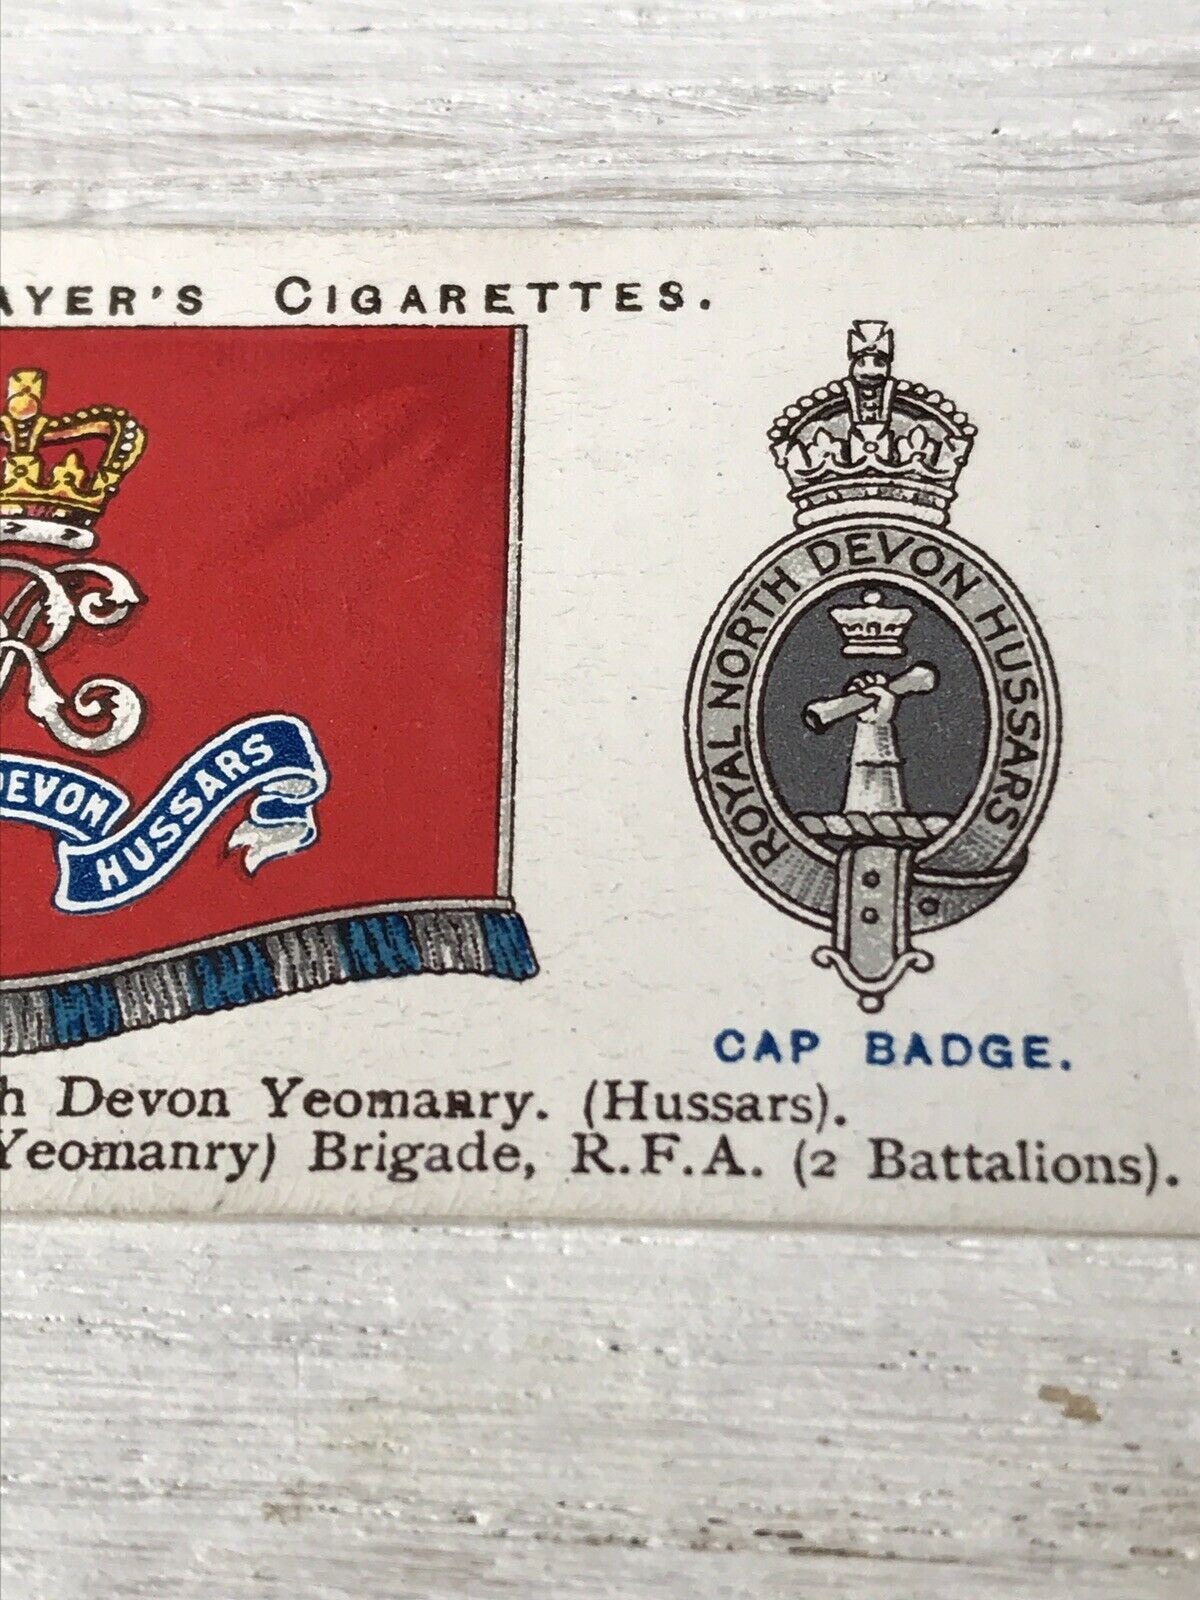 AYER'S CIGARETTES.
DEVON
HUSSARS
ROYAL NORTH DEVON HUSSARS
CAP BADGE.
h Devon Yeomanry. (Hussars).
Yeomanry) Brigade, R.F.A. (2 Battalions).